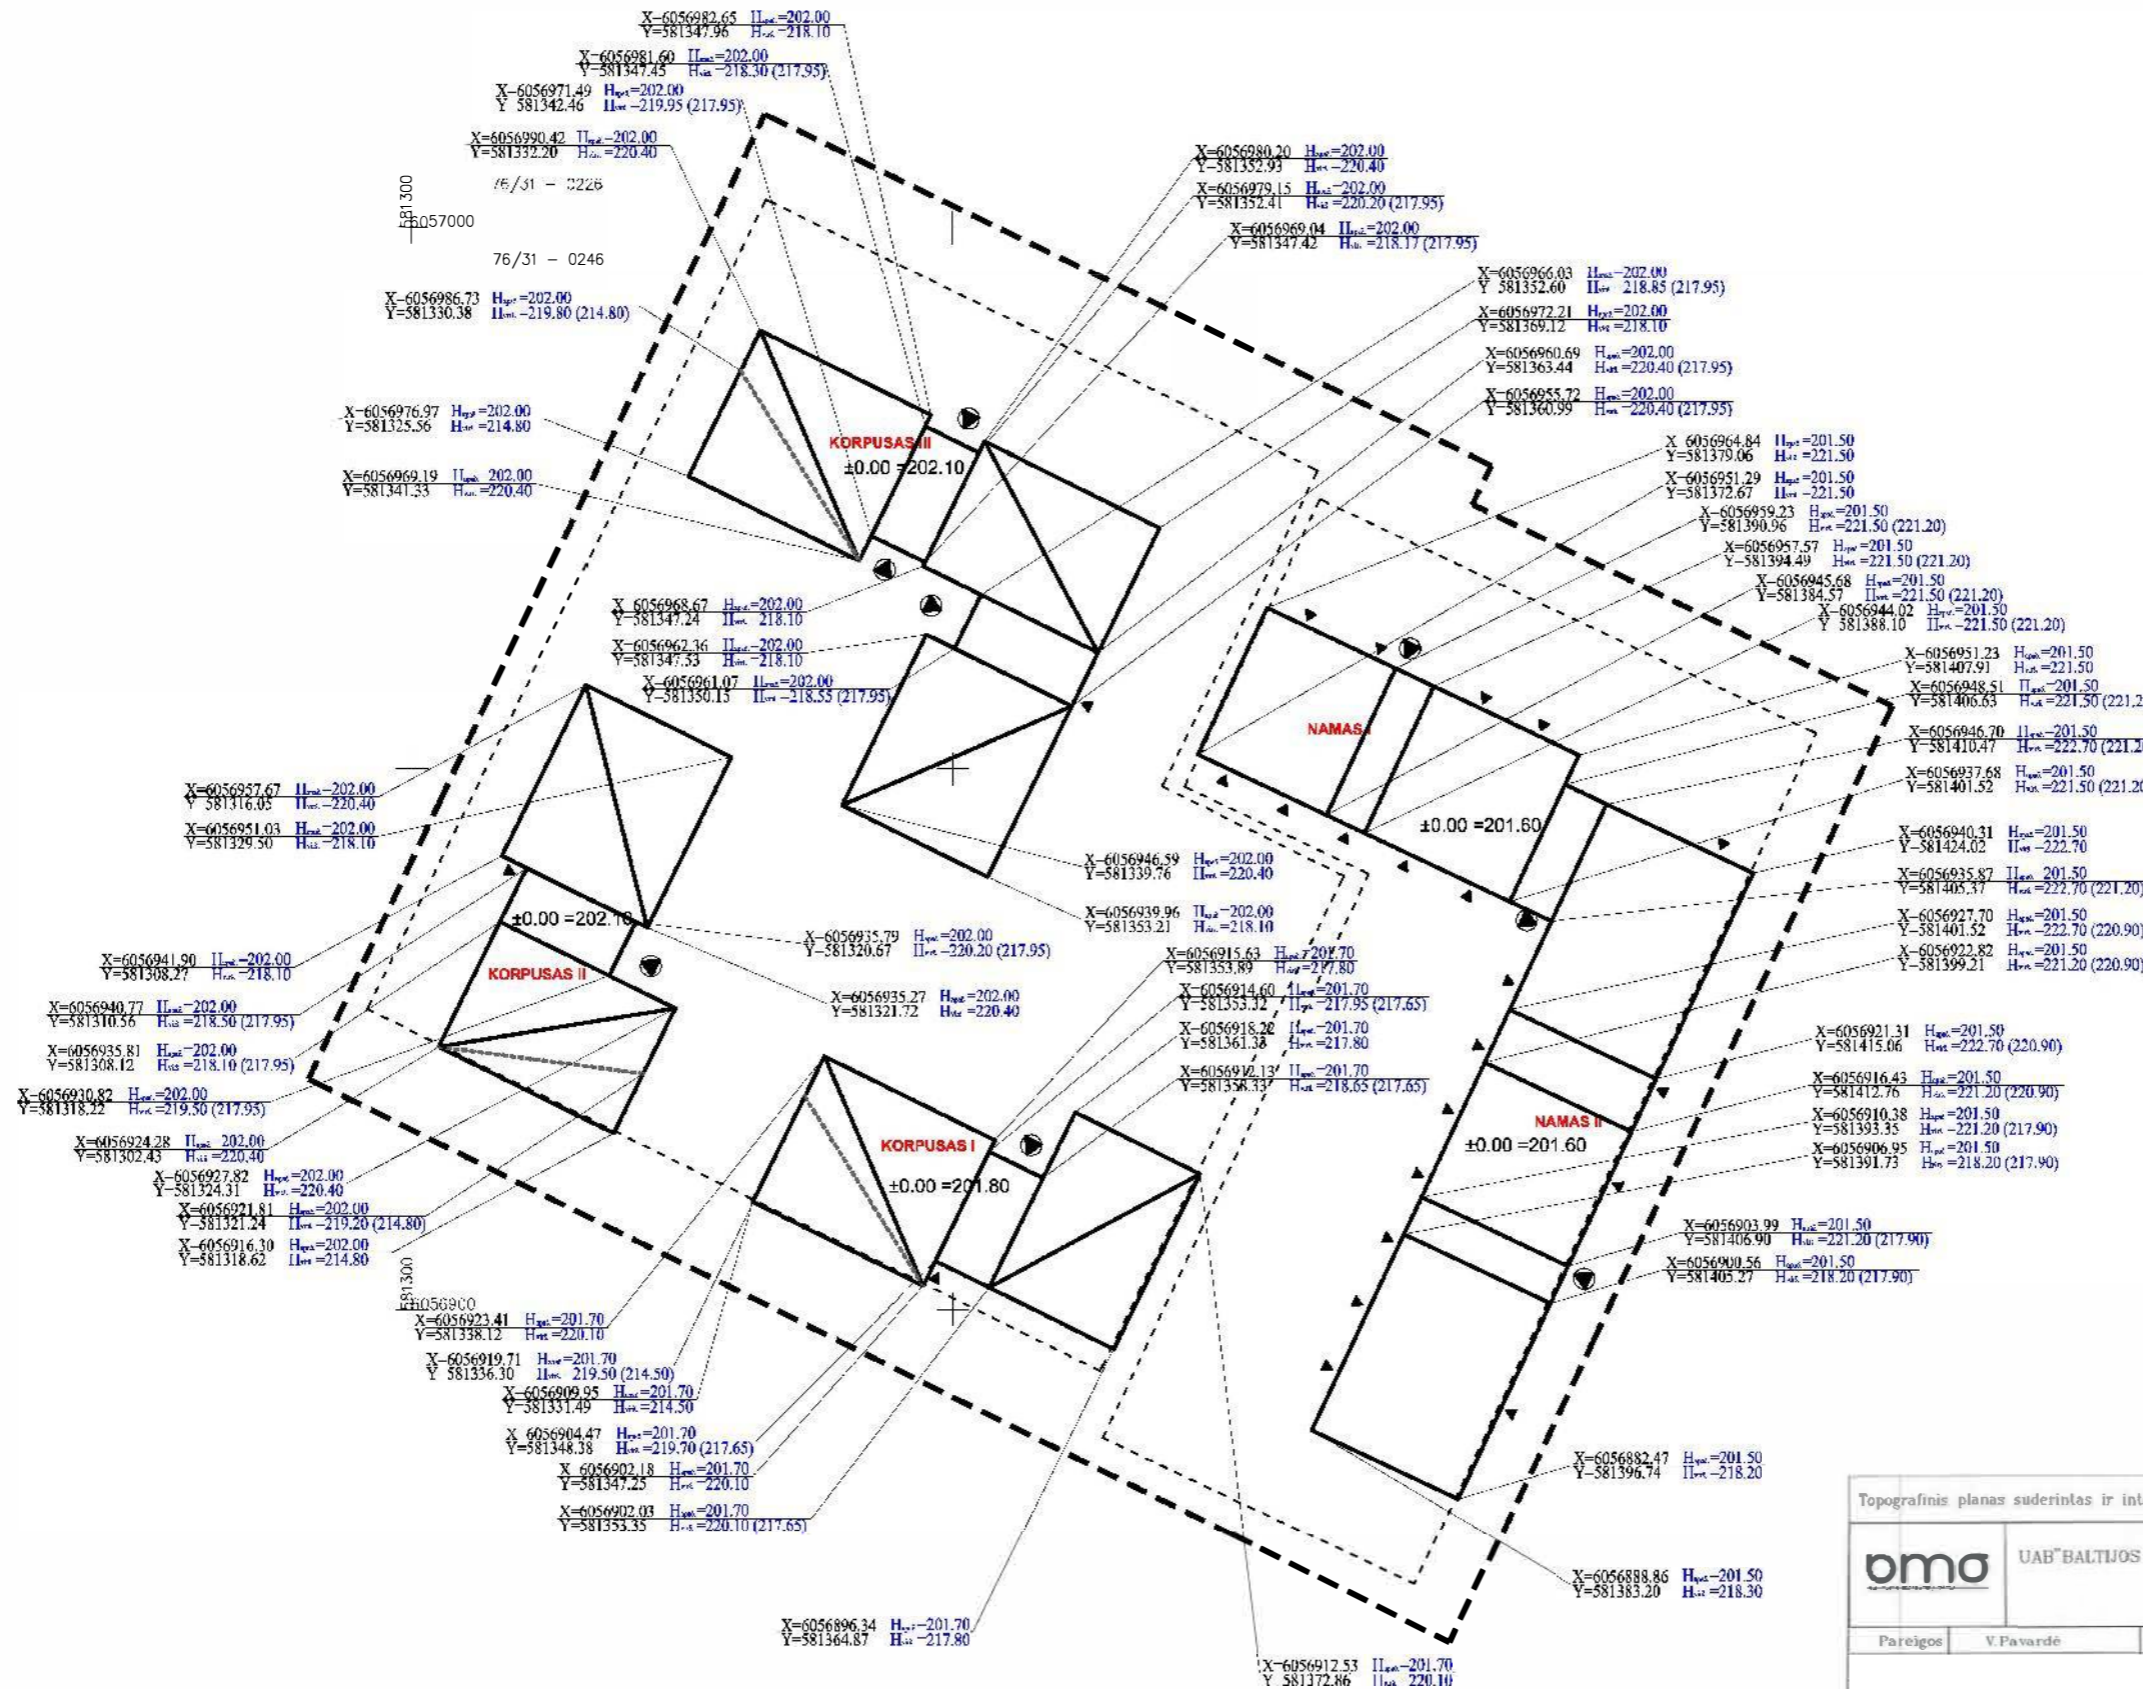 X=6056982.65 H =202.00
Y=581347.96 H =218.10
X=6056981.60 H =202.00
Y=581347.45 H =218.30 (217.95)
X=6056971.49 H =202.00
Y=581342.46 H =219.95 (217.95)
X=6056990.42 H =202.00
Y=581332.20 H =220.40
581300
76/31 - 0226
6057000
76/31 - 0246
X=6056986.73 H =202.00
Y=581330.38 H =219.80 (214.80)
X=6056976.97 H =202.00
Y=581325.56 H =214.80
X=6056969.19 H =202.00
Y=581341.33 H =220.40
X=6056980.20 H =202.00
Y=581352.93 H =220.40
X=6056979.15 H =202.00
Y=581352.41 H =220.20 (217.95)
X=6056969.04 H =202.00
Y=581347.42 H =218.17 (217.95)
X=6056966.03 H =202.00
Y=581352.60 H =218.85 (217.95)
X=6056972.21 H =202.00
Y=581369.12 H =218.10
X=6056960.69 H =202.00
Y=581363.44 H =220.40 (217.95)
X=6056955.72 H =202.00
Y=581360.99 H =220.40 (217.95)
X=6056964.84 H =201.50
Y=581379.06 H =221.50
X=6056951.29 H =201.50
Y=581372.67 H =221.50
X=6056959.23 H =201.50
Y=581390.96 H =221.50 (221.20)
X=6056957.57 H =201.50
Y=581394.49 H =221.50 (221.20)
X=6056945.68 H =201.50
Y=581384.57 H =221.50 (221.20)
X=6056944.02 H =201.50
Y=581388.10 H =221.50 (221.20)
X=6056951.23 H =201.50
Y=581407.91 H =221.50
X=6056948.51 H =201.50
Y=581406.63 H =221.50 (221.2
X=6056946.70 H =201.50
Y=581410.47 H =222.70 (221.2
X=6056937.68 H =201.50
Y=581401.52 H =221.50 (221.20
X=6056940.31 H =201.50
Y=581424.02 H =222.70
X=6056935.87 H =201.50
Y=581405.37 H =222.70 (221.20)
X=6056927.70 H =201.50
Y=581401.52 H =222.70 (220.90)
X=6056922.82 H =201.50
Y=581399.21 H =221.20 (220.90)
X=6056921.31 H =201.50
Y=581415.06 H =222.70 (220.90)
X=6056916.43 H =201.50
Y=581412.76 H =221.20 (220.90)
X=6056910.38 H =201.50
Y=581393.35 H =221.20 (217.90)
X=6056906.95 H =201.50
Y=581391.73 H =218.20 (217.90)
X=6056903.99 H =201.50
Y=581406.90 H =221.20 (217.90)
X=6056900.56 H =201.50
Y=581405.27 H =218.20 (217.90)
KORPUSAS III
±0.00 =202.10
X=6056968.67 H =202.00
Y=581347.24 H =218.10
X=6056962.36 H =202.00
Y=581347.53 H =218.10
X=6056961.07 H =202.00
Y=581350.15 H =218.55 (217.95)
NAMAS I
±0.00 =201.60
X=6056957.67 H =202.00
Y=581316.05 H =220.40
X=6056951.03 H =202.00
Y=581329.50 H =218.10
X=6056946.59 H =202.00
Y=581339.76 H =220.40
X=6056939.96 H =202.00
Y=581353.21 H =218.10
±0.00 =202.10
KORPUSAS II
X=6056935.79 H =202.00
Y=581320.67 H =220.20 (217.95)
X=6056935.27 H =202.00
Y=581321.72 H =220.40
X=6056941.90 H =202.00
Y=581308.27 H =218.10
X=6056940.77 H =202.00
Y=581310.56 H =218.50 (217.95)
X=6056935.81 H =202.00
Y=581308.12 H =218.10 (217.95)
X=6056930.82 H =202.00
Y=581318.22 H =219.50 (217.95)
X=6056924.28 H =202.00
Y=581302.43 H =220.40
X=6056927.82 H =202.00
Y=581324.31 H =220.40
X=6056921.81 H =202.00
Y=581321.24 H =219.20 (214.80)
X=6056916.30 H =202.00
Y=581318.62 H =214.80
X=6056915.63 H =201.70
Y=581353.89 H =217.80
X=6056914.60 H =201.70
Y=581353.32 H =217.95 (217.65)
X=6056918.22 H =201.70
Y=581361.33 H =217.80
X=6056912.13 H =201.70
Y=581358.33 H =218.65 (217.65)
KORPUSAS I
±0.00 =201.80
NAMAS II
±0.00 =201.60
581300
6056900
X=6056923.41 H =201.70
Y=581338.12 H =220.10
X=6056919.71 H =201.70
Y=581336.30 H =219.50 (214.50)
X=6056909.95 H =201.70
Y=581331.49 H =214.50
X=6056904.47 H =201.70
Y=581348.38 H =219.70 (217.65)
X=6056902.18 H =201.70
Y=581347.25 H =220.10
X=6056902.03 H =201.70
Y=581353.35 H =220.10 (217.65)
X=6056896.34 H =201.70
Y=581364.87 H =217.80
X=6056912.53 H =201.70
Y=581372.86 H =220.10
X=6056882.47 H =201.50
Y=581396.74 H =218.20
X=6056888.86 H =201.50
Y=581383.20 H =218.30
Topografinis planas suderintas ir int
UAB"BALTIJOS
Pareigos V.Pavardė